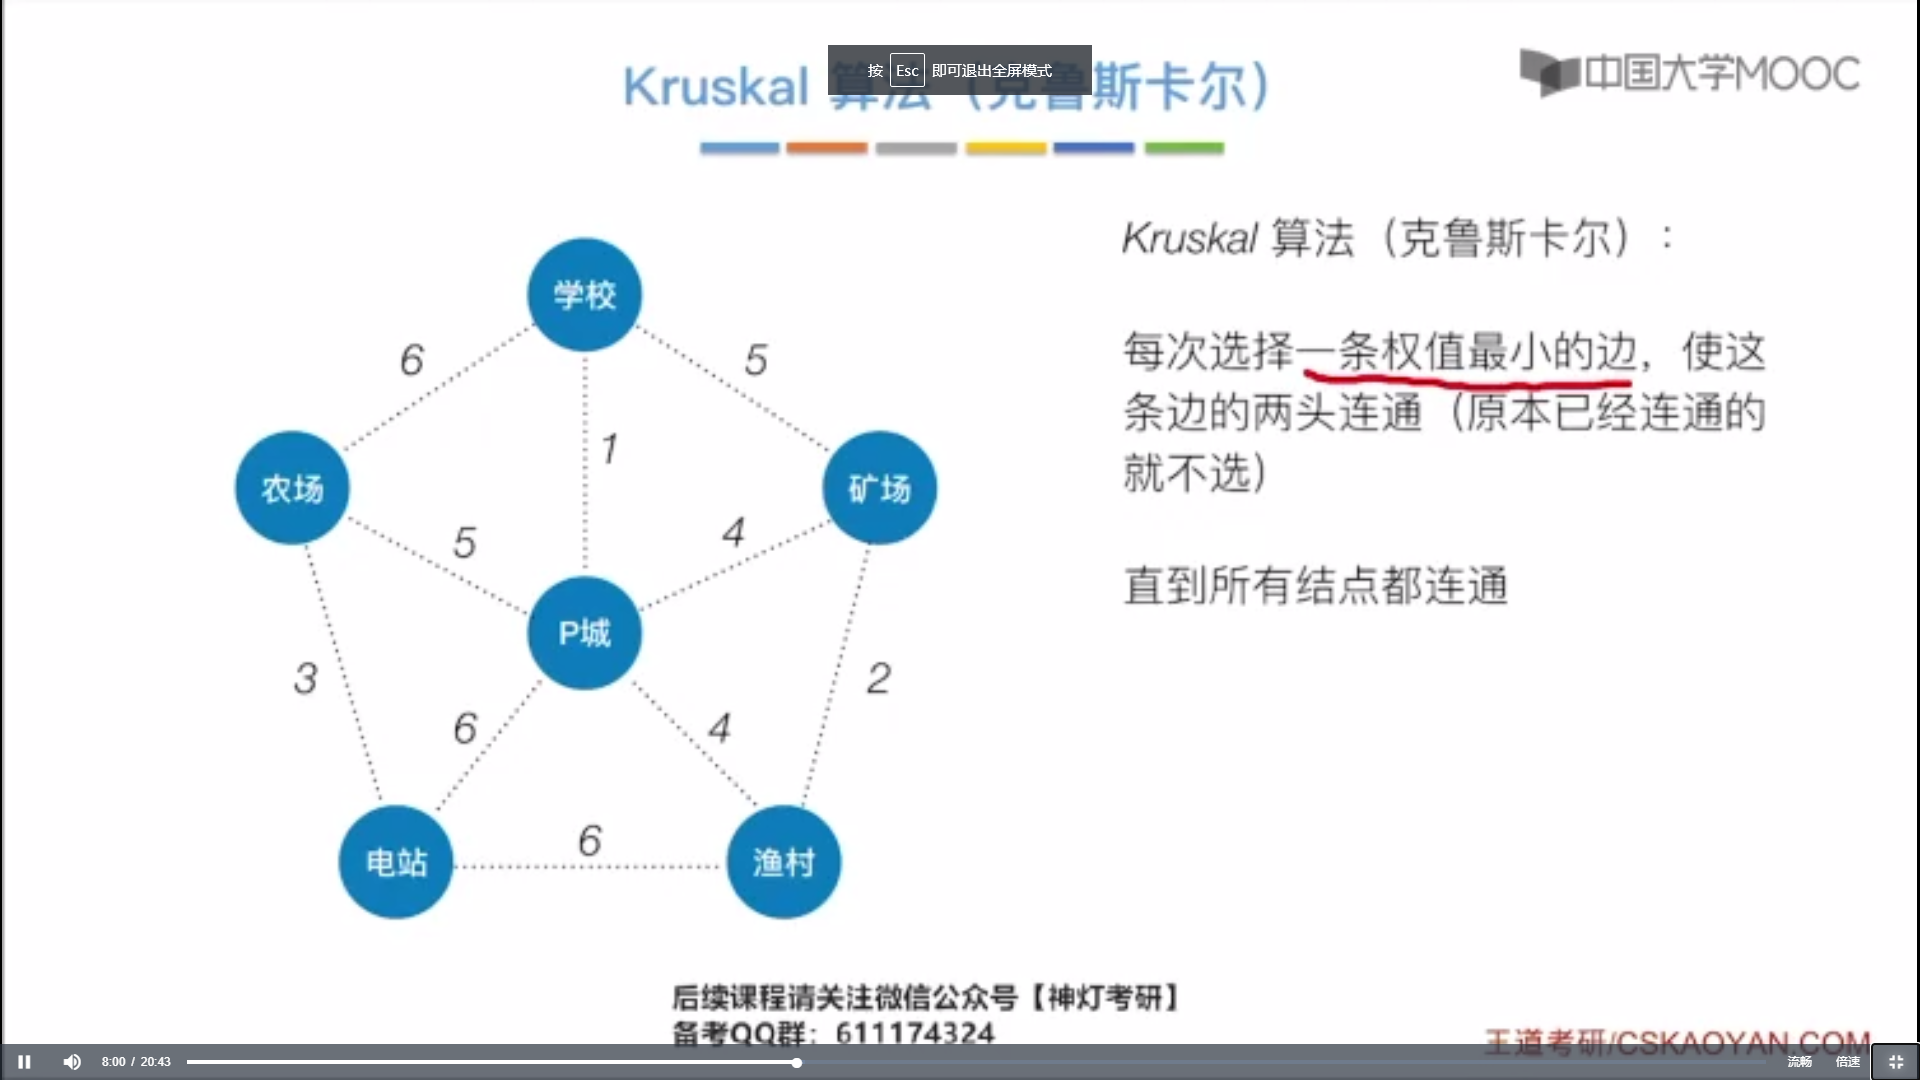 按 Esc 即可退出全屏模式
Kruskal 算法（克鲁斯卡尔）
中国大学MOOC
Kruskal 算法（克鲁斯卡尔）：
每次选择一条权值最小的边，使这
条边的两头连通（原本已经连通的
就不选）
直到所有结点都连通
学校
6
5
1
农场
矿场
5
4
P城
3
2
6
4
6
电站
渔村
后续课程请关注微信公众号【神灯考研】
备考QQ群：611174324
王道考研/CSKAOYAN.COM
8:00 / 20:43
流畅
倍速